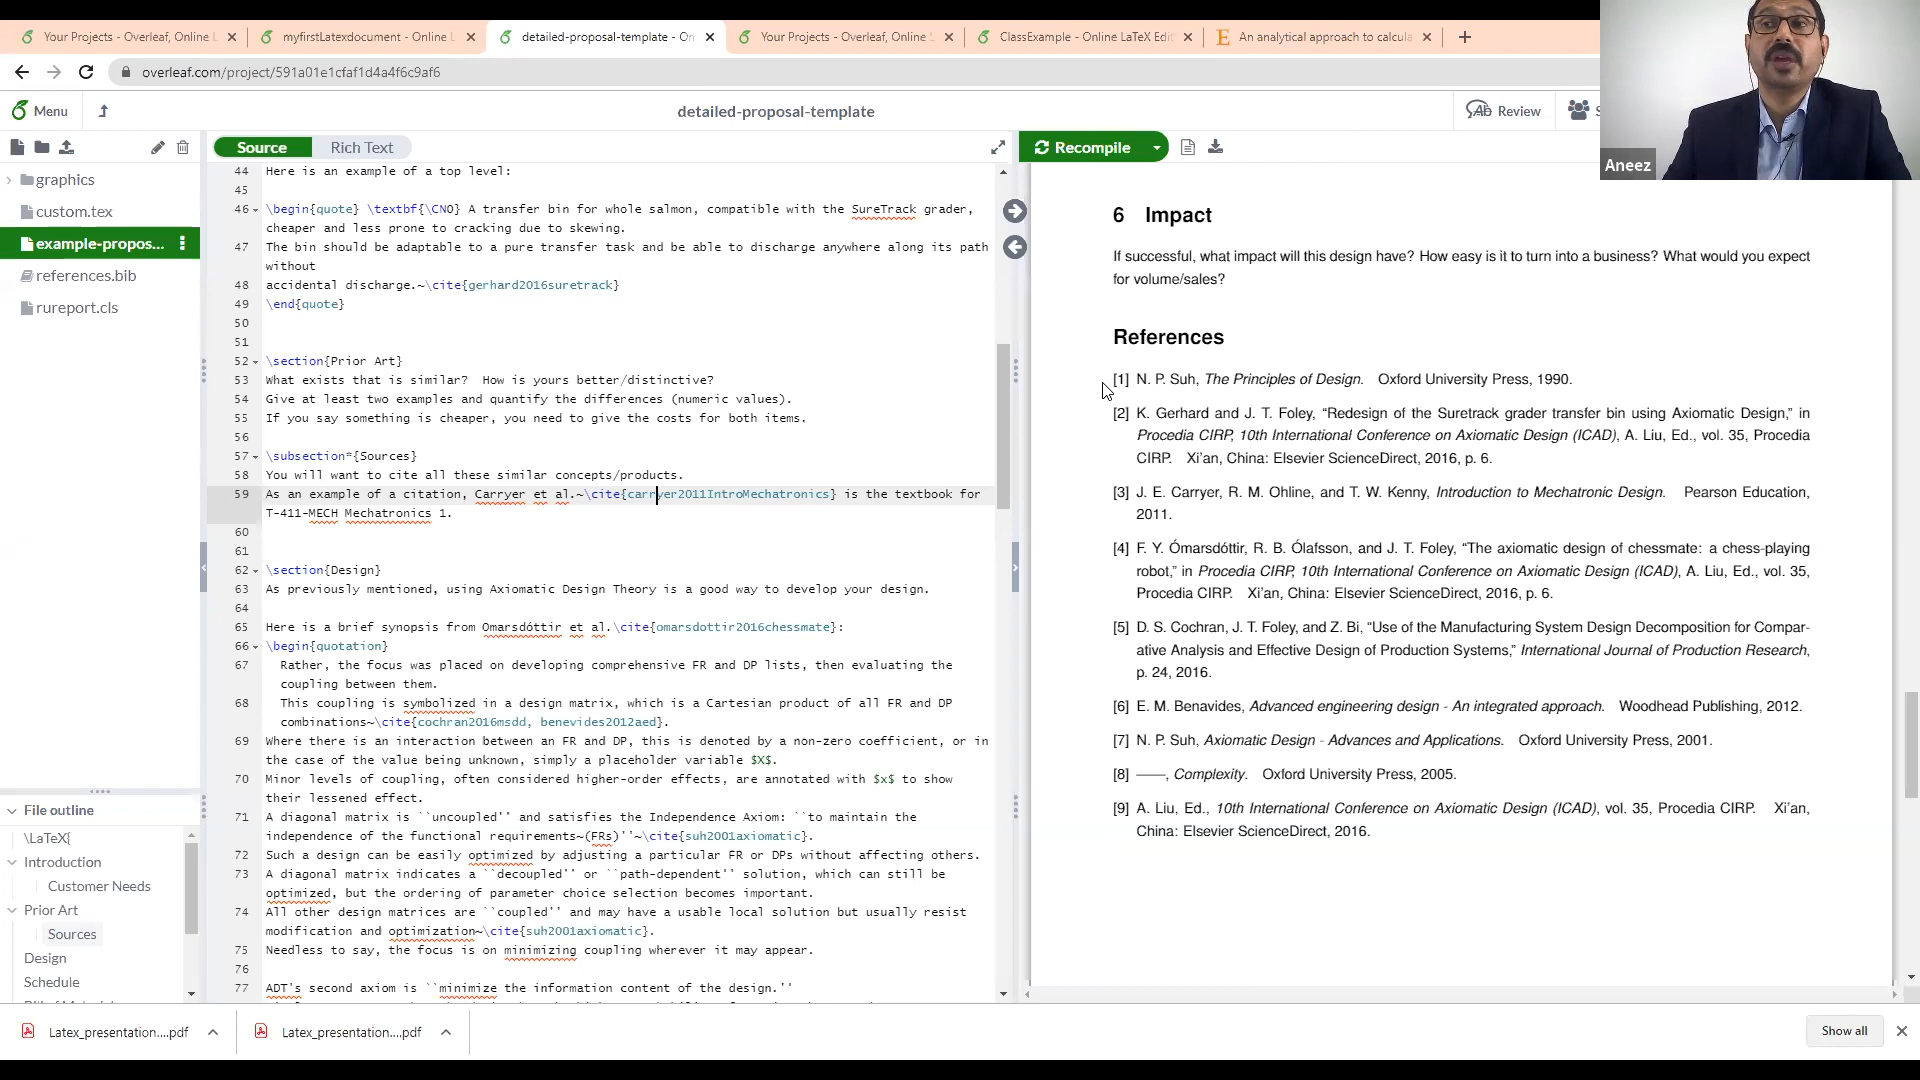 Your Projects - Overleaf, Online L
myfirstLatexdocument - Online L
detailed-proposal-template - On
Your Projects - Overleaf, Online L
ClassExample - Online LaTeX Edit
An analytical approach to calcula
overleaf.com/project/591a01e1cfaf1d4a4f6c9af6
Menu
detailed-proposal-template
Review
Aneez
Source
Rich Text
Recompile
graphics
custom.tex
example-propos...
references.bib
rureport.cls
44 Here is an example of a top level:
45
46 \begin{quote} \textbf{\CNO} A transfer bin for whole salmon, compatible with the SureTrack grader,
cheaper and less prone to cracking due to skewing.
47 The bin should be adaptable to a pure transfer task and be able to discharge anywhere along its path
without
48 accidental discharge.~\cite{gerhard2016suretrack}
49 \end{quote}
50
51
52 \section{Prior Art}
53 What exists that is similar?  How is yours better/distinctive?
54 Give at least two examples and quantify the differences (numeric values).
55 If you say something is cheaper, you need to give the costs for both items.
56
57 \subsection*{Sources}
58 You will want to cite all these similar concepts/products.
59 As an example of a citation, Carryer et al.~\cite{carryer2011IntroMechatronics} is the textbook for
T-411-MECH Mechatronics 1.
60
61
62 \section{Design}
63 As previously mentioned, using Axiomatic Design Theory is a good way to develop your design.
64
65 Here is a brief synopsis from Omarsdóttir et al.\cite{omarsdottir2016chessmate}:
66 \begin{quotation}
67 Rather, the focus was placed on developing comprehensive FR and DP lists, then evaluating the
coupling between them.
68 This coupling is symbolized in a design matrix, which is a Cartesian product of all FR and DP
combinations~\cite{cochran2016msdd, benevides2012aed}.
69 Where there is an interaction between an FR and DP, this is denoted by a non-zero coefficient, or in
the case of the value being unknown, simply a placeholder variable $X$.
70 Minor levels of coupling, often considered higher-order effects, are annotated with $x$ to show
their lessened effect.
71 A diagonal matrix is ``uncoupled'' and satisfies the Independence Axiom: ``to maintain the
independence of the functional requirements~(FRs)''~\cite{suh2001axiomatic}.
72 Such a design can be easily optimized by adjusting a particular FR or DPs without affecting others.
73 A diagonal matrix indicates a ``decoupled'' or ``path-dependent'' solution, which can still be
optimized, but the ordering of parameter choice selection becomes important.
74 All other design matrices are ``coupled'' and may have a usable local solution but usually resist
modification and optimization~\cite{suh2001axiomatic}.
75 Needless to say, the focus is on minimizing coupling wherever it may appear.
76
77 ADT's second axiom is ``minimize the information content of the design.''
6 Impact
If successful, what impact will this design have? How easy is it to turn into a business? What would you expect
for volume/sales?
References
[1] N. P. Suh, The Principles of Design. Oxford University Press, 1990.
[2] K. Gerhard and J. T. Foley, “Redesign of the Suretrack grader transfer bin using Axiomatic Design,” in
Procedia CIRP, 10th International Conference on Axiomatic Design (ICAD), A. Liu, Ed., vol. 35, Procedia
CIRP. Xi’an, China: Elsevier ScienceDirect, 2016, p. 6.
[3] J. E. Carryer, R. M. Ohline, and T. W. Kenny, Introduction to Mechatronic Design. Pearson Education,
2011.
[4] F. Y. Ómarsdóttir, R. B. Ólafsson, and J. T. Foley, “The axiomatic design of chessmate: a chess-playing
robot,” in Procedia CIRP, 10th International Conference on Axiomatic Design (ICAD), A. Liu, Ed., vol. 35,
Procedia CIRP. Xi’an, China: Elsevier ScienceDirect, 2016, p. 6.
[5] D. S. Cochran, J. T. Foley, and Z. Bi, “Use of the Manufacturing System Design Decomposition for Compar-
ative Analysis and Effective Design of Production Systems,” International Journal of Production Research,
p. 24, 2016.
[6] E. M. Benavides, Advanced engineering design - An integrated approach. Woodhead Publishing, 2012.
[7] N. P. Suh, Axiomatic Design - Advances and Applications. Oxford University Press, 2001.
[8] ——, Complexity. Oxford University Press, 2005.
[9] A. Liu, Ed., 10th International Conference on Axiomatic Design (ICAD), vol. 35, Procedia CIRP. Xi’an,
China: Elsevier ScienceDirect, 2016.
File outline
\LaTeX{
Introduction
Customer Needs
Prior Art
Sources
Design
Schedule
Latex_presentation....pdf
Latex_presentation....pdf
Show all